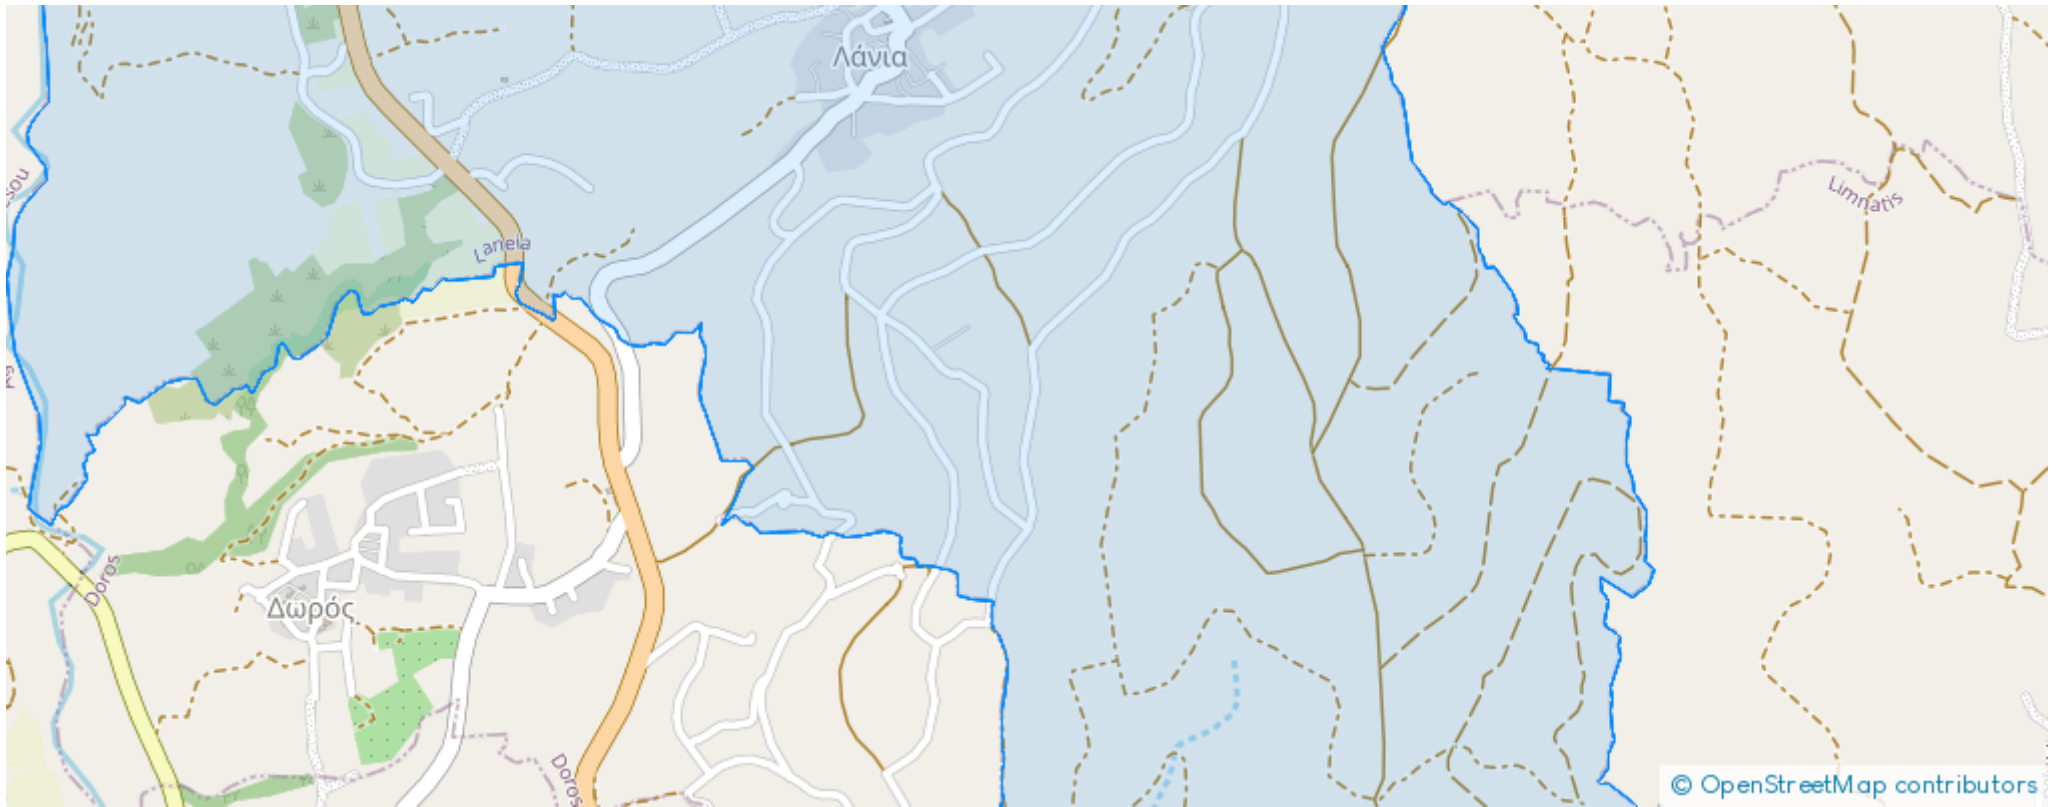 Λάνια
Limnatis
Lanela
Doros
Δωρός
Doros
© OpenStreetMap contributors